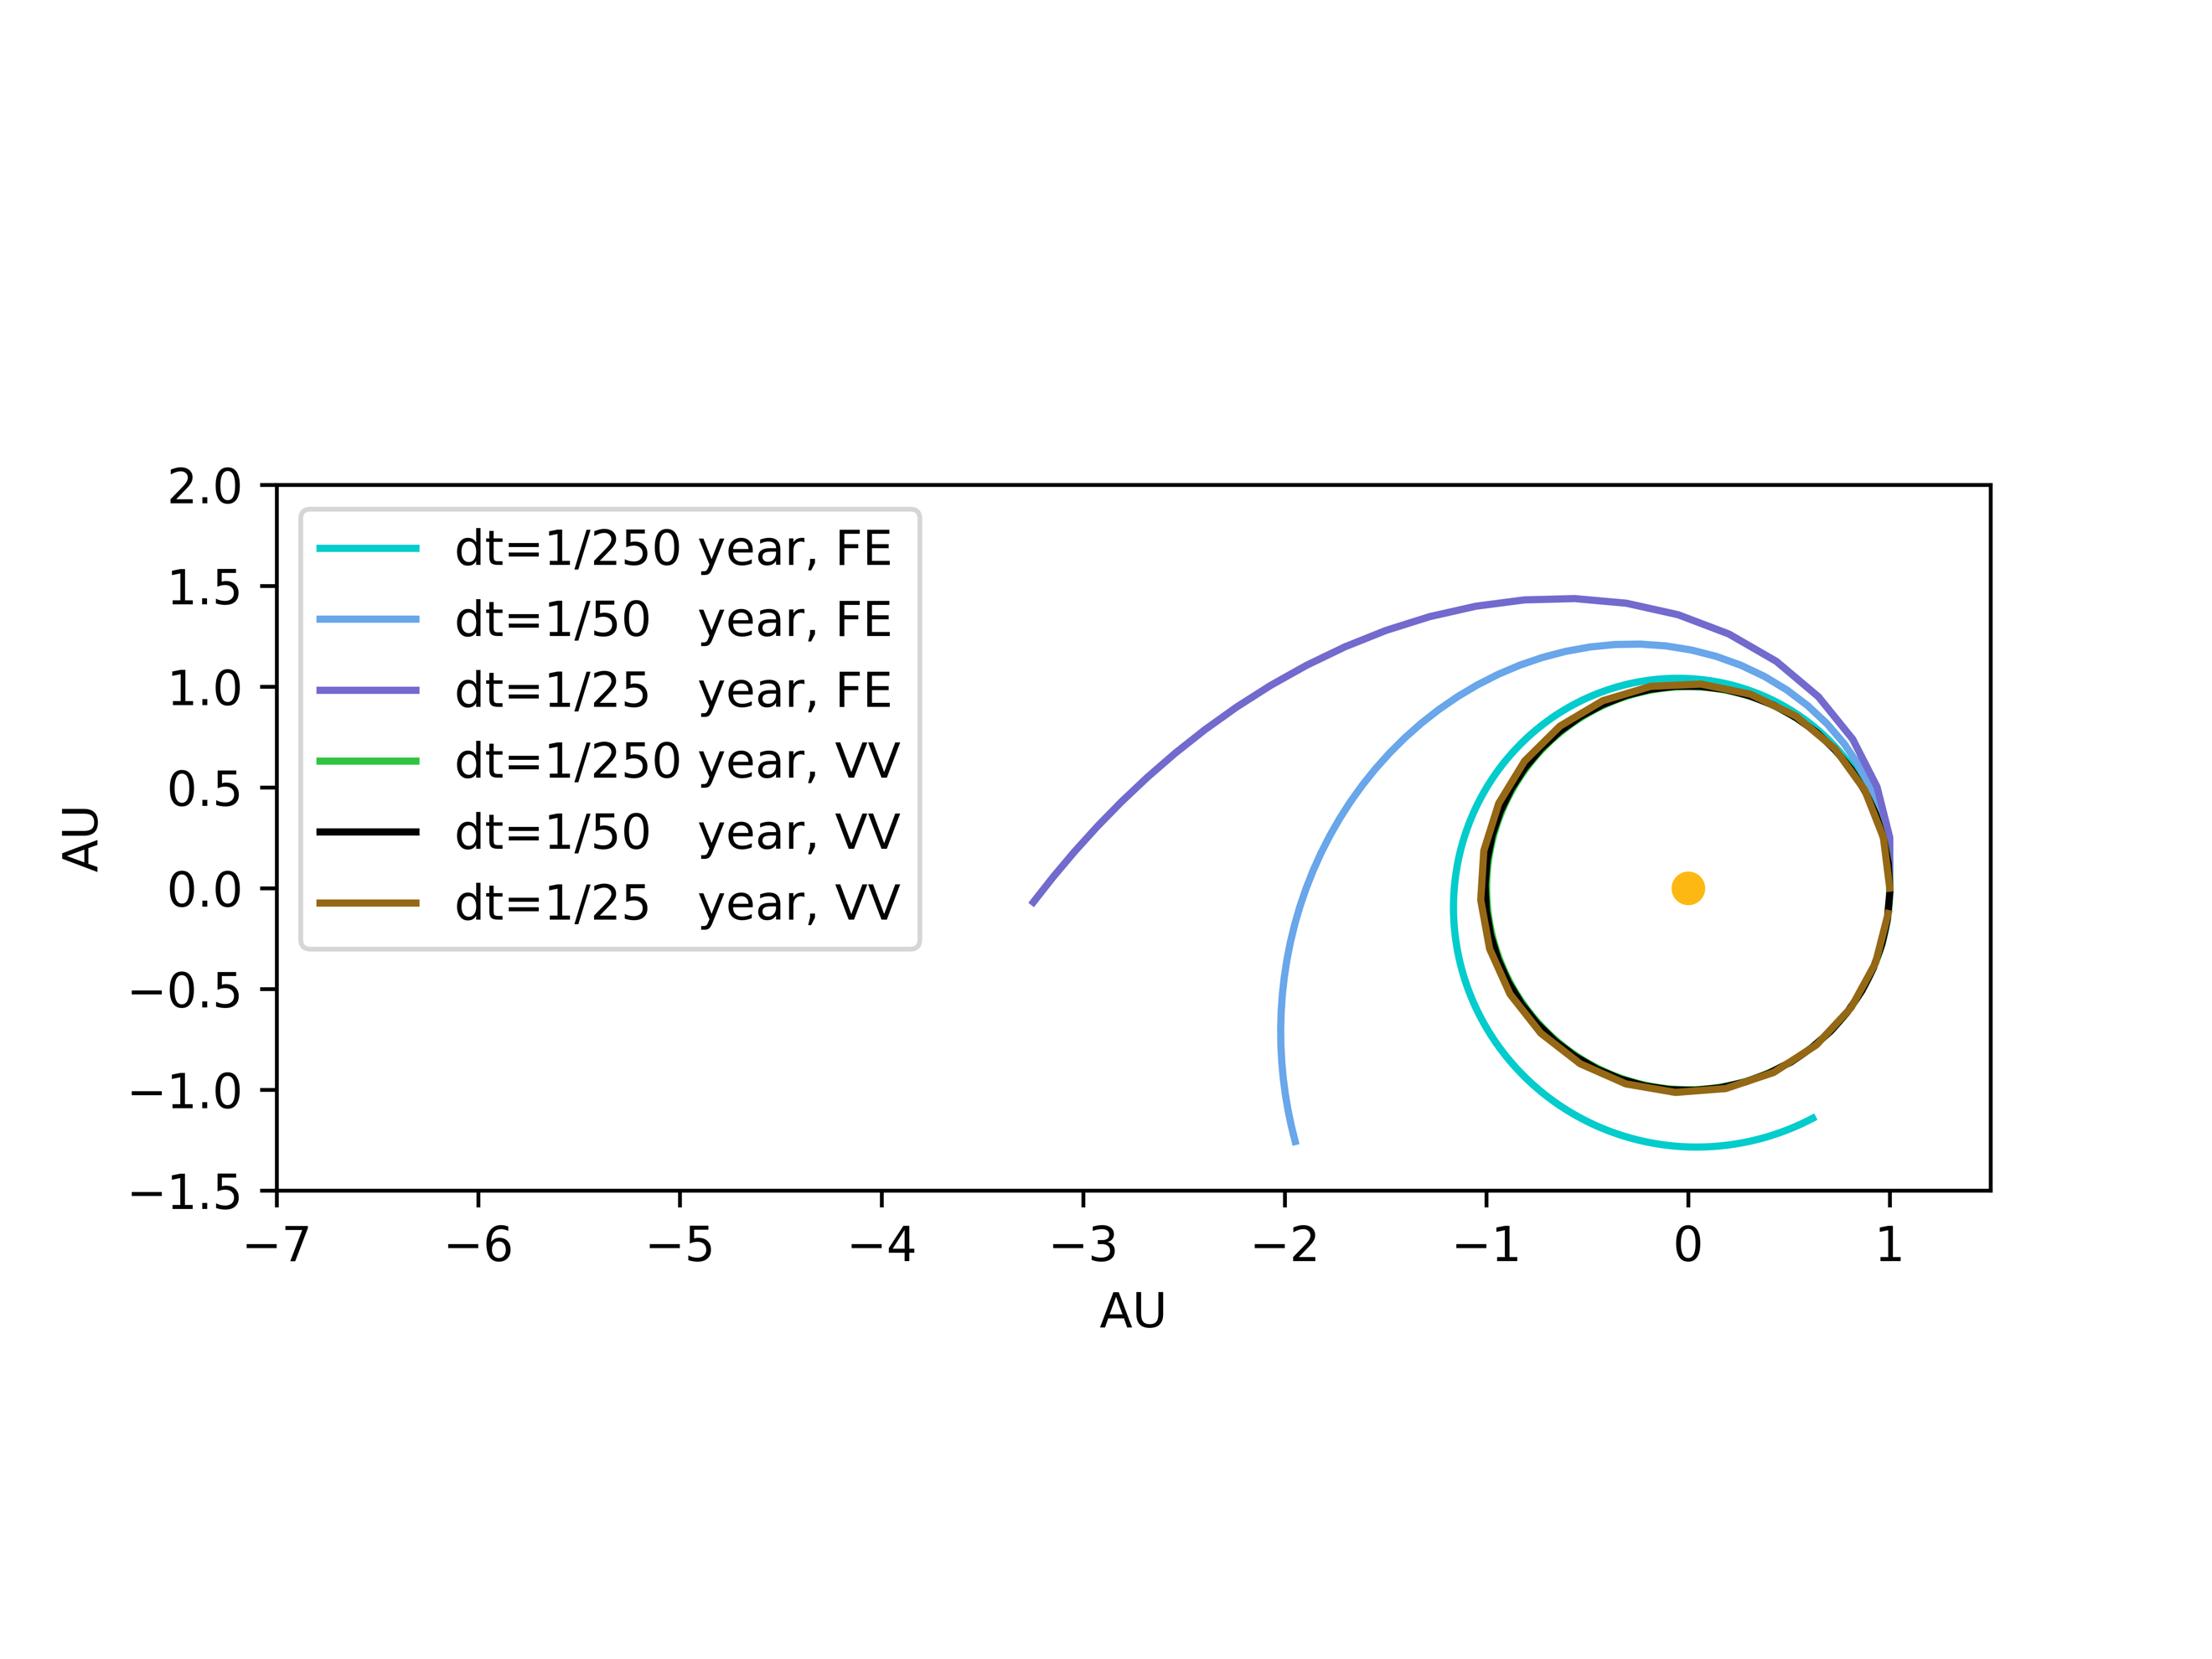 2.0
1.5
1.0
0.5
0.0
−0.5
−1.0
−1.5
AU
dt=1/250 year, FE
dt=1/50   year, FE
dt=1/25   year, FE
dt=1/250 year, VV
dt=1/50   year, VV
dt=1/25   year, VV
−7 −6 −5 −4 −3 −2 −1 0 1
AU